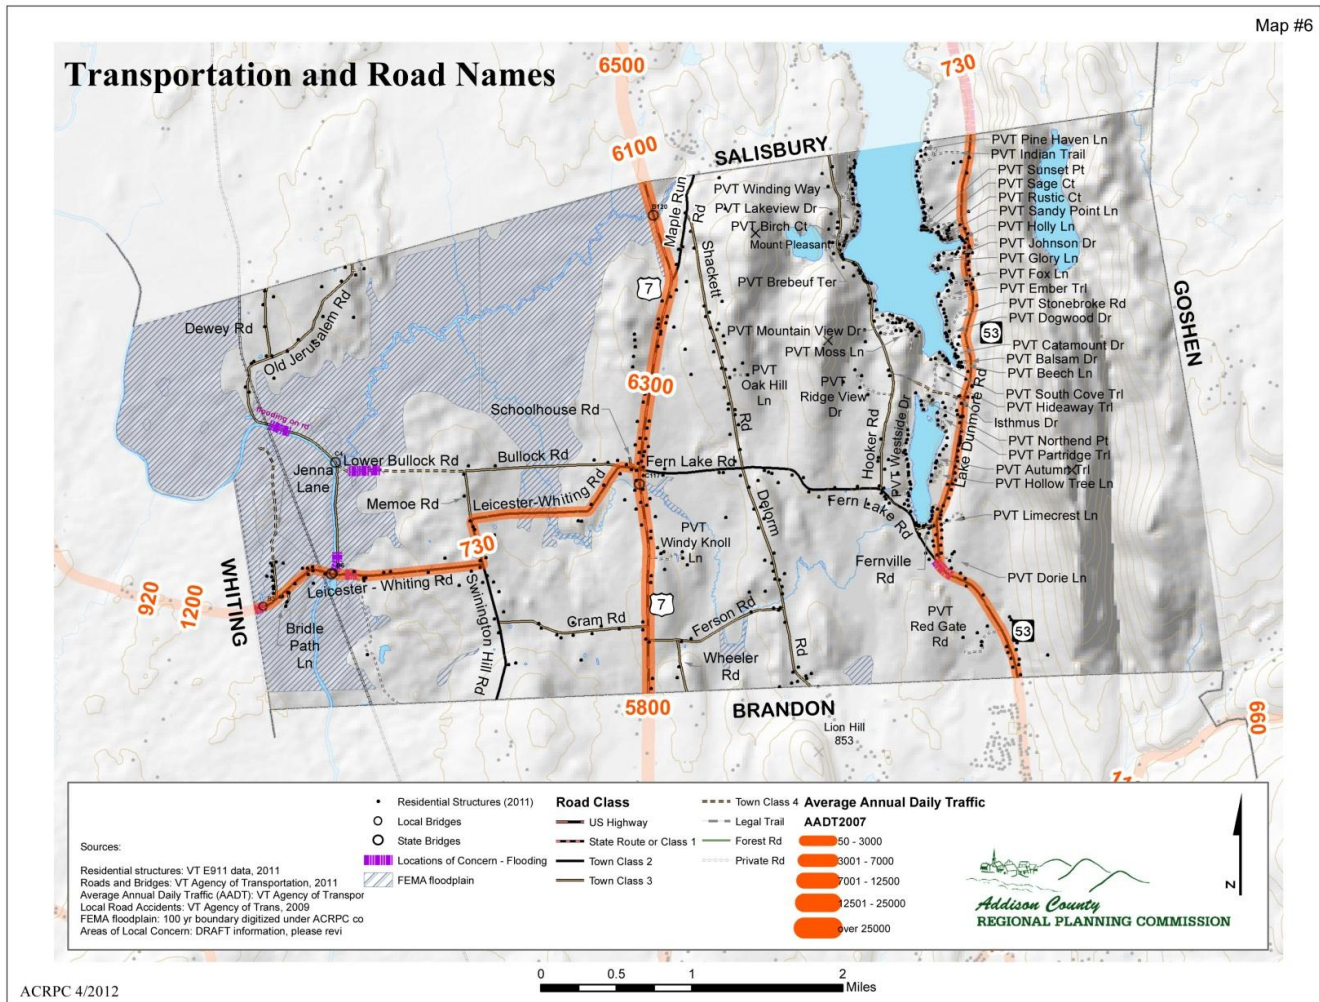 Map #6
Transportation and Road Names
6500
730
6100
SALISBURY
PVT Pine Haven Ln
PVT Indian Trail
PVT Sunset Pt
PVT Sage Ct
PVT Rustic Ct
PVT Sandy Point Ln
PVT Holly Ln
PVT Johnson Dr
PVT Glory Ln
PVT Fox Ln
PVT Ember Trl
PVT Stonebroke Rd
PVT Dogwood Dr
53
PVT Catamount Dr
PVT Balsam Dr
PVT Beech Ln
PVT South Cove Trl
PVT Hideaway Trl
Isthmus Dr
PVT Northend Pt
PVT Partridge Trl
PVT Autumn Trl
PVT Hollow Tree Ln
PVT Limecrest Ln
PVT Dorie Ln
GOSHEN
Maple Run
Rd
Shackett
Rd
PVT Winding Way
PVT Lakeview Dr
PVT Birch Ct
Mount Pleasant
PVT Brebeuf Ter
PVT Mountain View Dr
PVT Moss Ln
PVT
Oak Hill
Ln
PVT
Ridge View
Dr
Hooker Rd
PVT Westside Dr
Lake Dunmore Rd
7
6300
Dewey Rd
Old Jerusalem Rd
flooding on rd
Schoolhouse Rd
Lower Bullock Rd
Bullock Rd
Fern Lake Rd
Jenna
Lane
Memoe Rd
Leicester-Whiting Rd
Delorm
Rd
Fern Lake Rd
PVT
Windy Knoll
Ln
730
Fernville
Rd
WHITING
920
1200
Leicester - Whiting Rd
7
Bridle
Path
Ln
Swinington Hill Rd
Cram Rd
Ferson Rd
Wheeler
Rd
PVT
Red Gate
Rd
53
5800
BRANDON
Lion Hill
853
660
Sources:
Residential structures: VT E911 data, 2011
Roads and Bridges: VT Agency of Transportation, 2011
Average Annual Daily Traffic (AADT): VT Agency of Transpor
Local Road Accidents: VT Agency of Trans, 2009
FEMA floodplain: 100 yr boundary digitized under ACRPC co
Areas of Local Concern: DRAFT information, please revi
Residential Structures (2011)
Local Bridges
State Bridges
Locations of Concern - Flooding
FEMA floodplain
Road Class
US Highway
State Route or Class 1
Town Class 2
Town Class 3
Town Class 4
Legal Trail
Forest Rd
Private Rd
Average Annual Daily Traffic
AADT2007
50 - 3000
3001 - 7000
7001 - 12500
12501 - 25000
over 25000
Addison County
REGIONAL PLANNING COMMISSION
N
0 0.5 1 2
Miles
ACRPC 4/2012